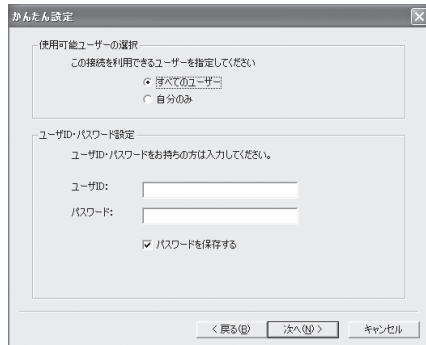 かんたん設定
使用可能ユーザーの選択
この接続を利用できるユーザーを指定してください
すべてのユーザー
自分のみ
ユーザID・パスワード設定
ユーザID・パスワードをお持ちの方は入力してください。
ユーザID:
パスワード:
パスワードを保存する
< 戻る(B) 次へ(N) > キャンセル